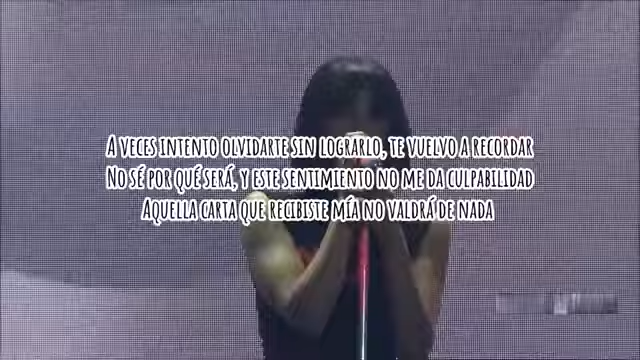 A veces intento olvidarte sin lograrlo, te vuelvo a recordar
No sé por qué será, y este sentimiento no me da culpabilidad
Aquella carta que recibiste mía no valdrá de nada